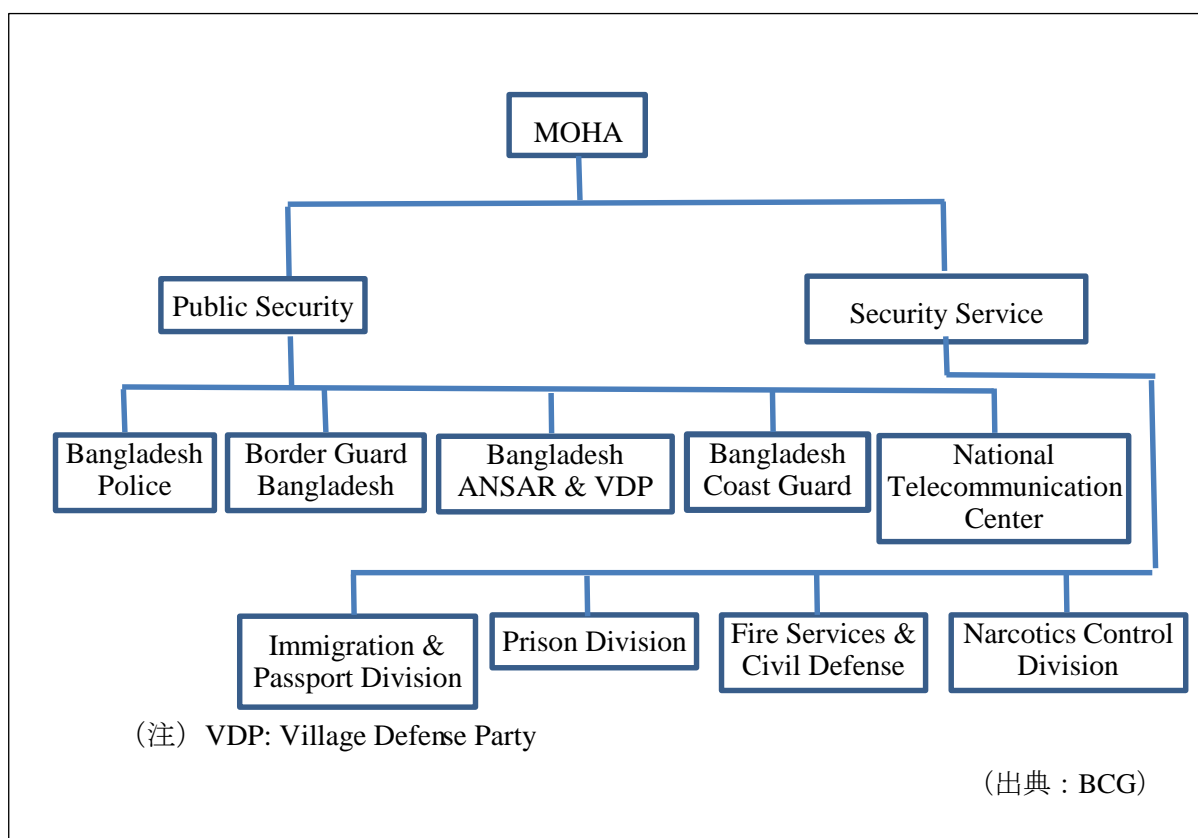 MOHA
Public Security
Security Service
Bangladesh
Police
Border Guard
Bangladesh
Bangladesh
ANSAR & VDP
Bangladesh
Coast Guard
National
Telecommunication
Center
Immigration &
Passport Division
Prison Division
Fire Services &
Civil Defense
Narcotics Control
Division
（注）VDP: Village Defense Party
（出典：BCG）